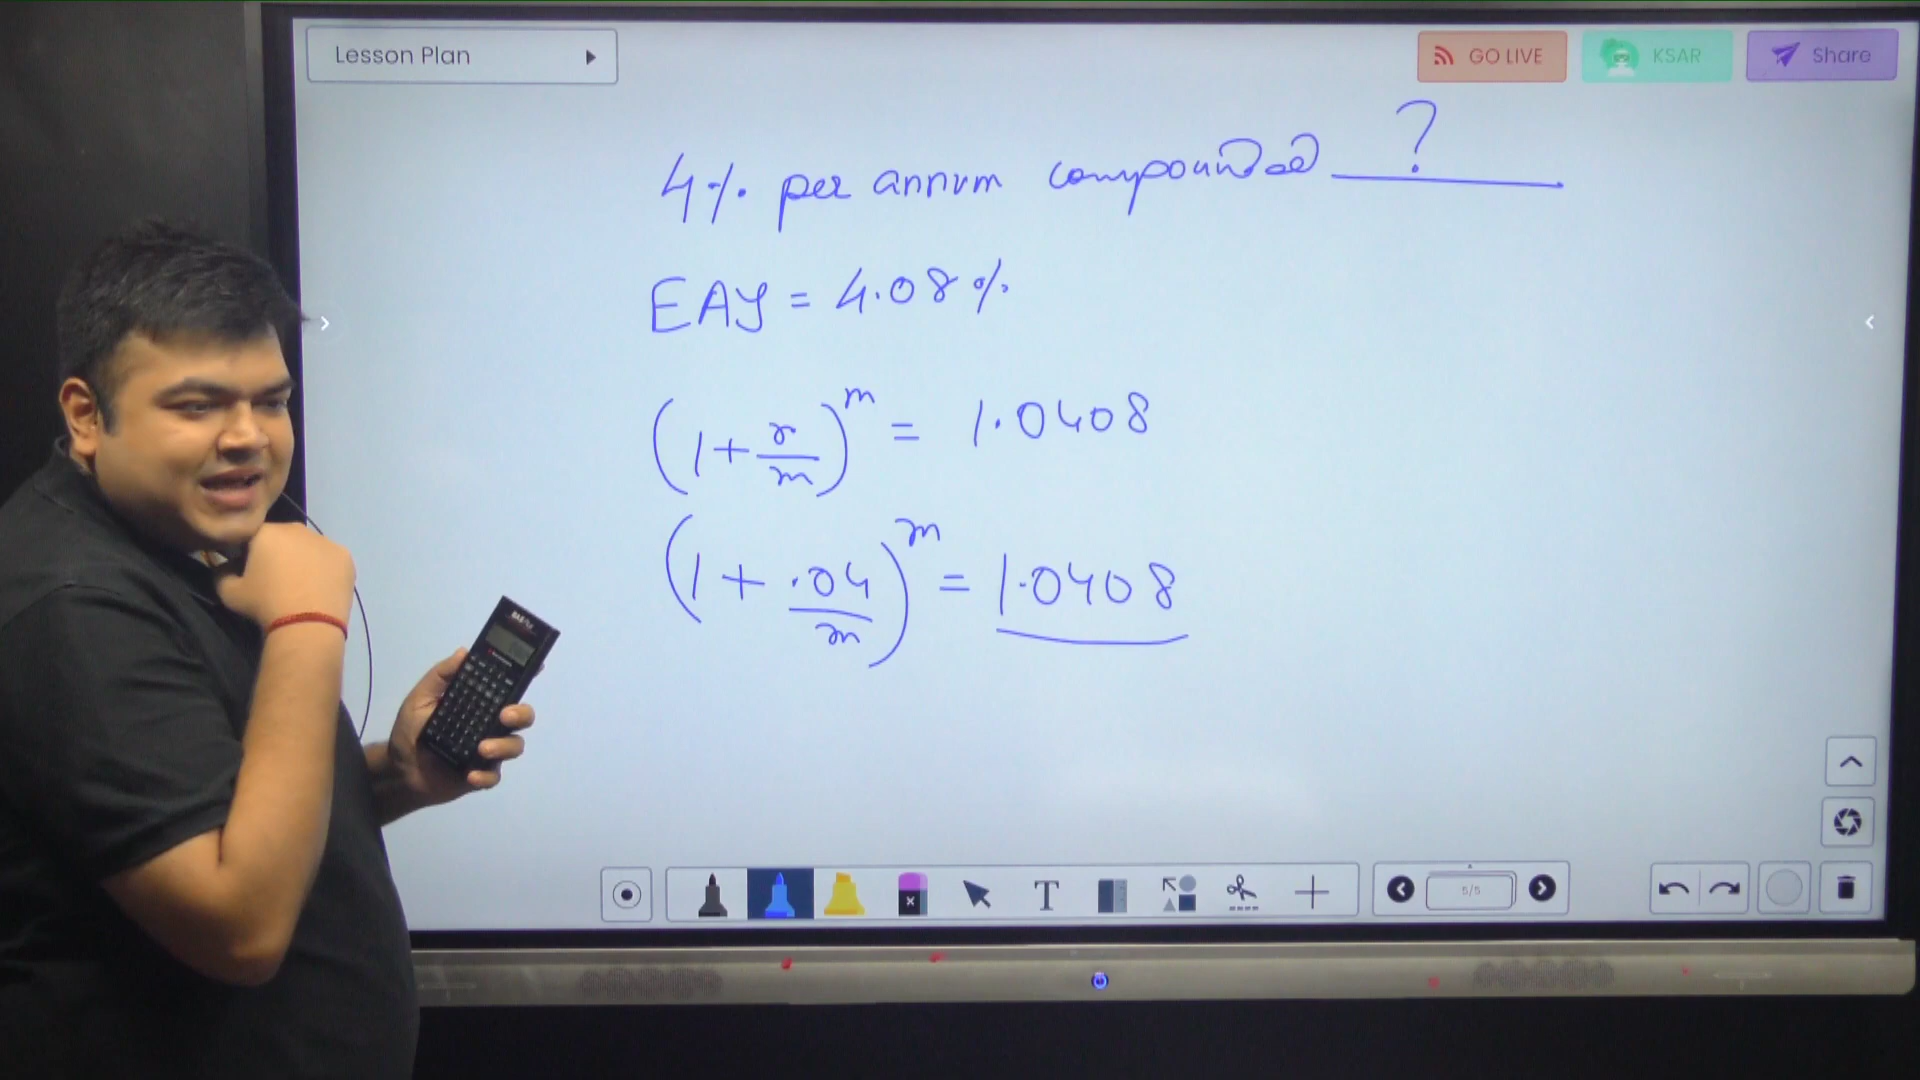 Lesson Plan
GO LIVE
KSAR
Share
4% per annum compounded ?
EAY = 4.08%
(1 + r/m)^m = 1.0408
(1 + .04/m)^m = 1.0408
T
5/5